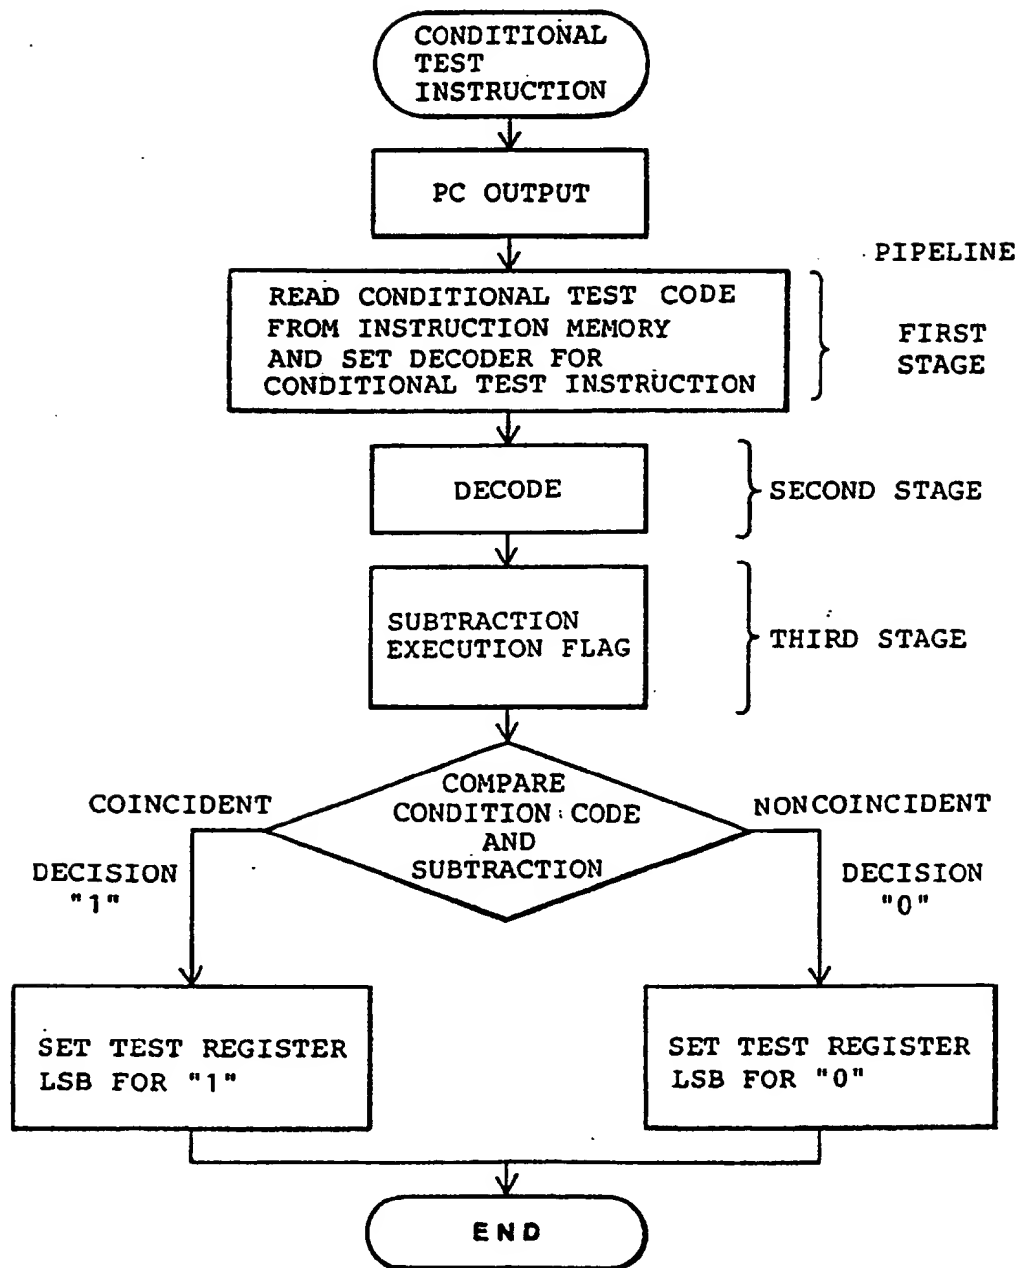 CONDITIONAL
TEST
INSTRUCTION
PC OUTPUT
PIPELINE
READ CONDITIONAL TEST CODE
FROM INSTRUCTION MEMORY
AND SET DECODER FOR
CONDITIONAL TEST INSTRUCTION
FIRST
STAGE
DECODE
SECOND STAGE
SUBTRACTION
EXECUTION FLAG
THIRD STAGE
COMPARE
CONDITION CODE
AND
SUBTRACTION
COINCIDENT
NONCOINCIDENT
DECISION
"1"
DECISION
"0"
SET TEST REGISTER
LSB FOR "1"
SET TEST REGISTER
LSB FOR "0"
END